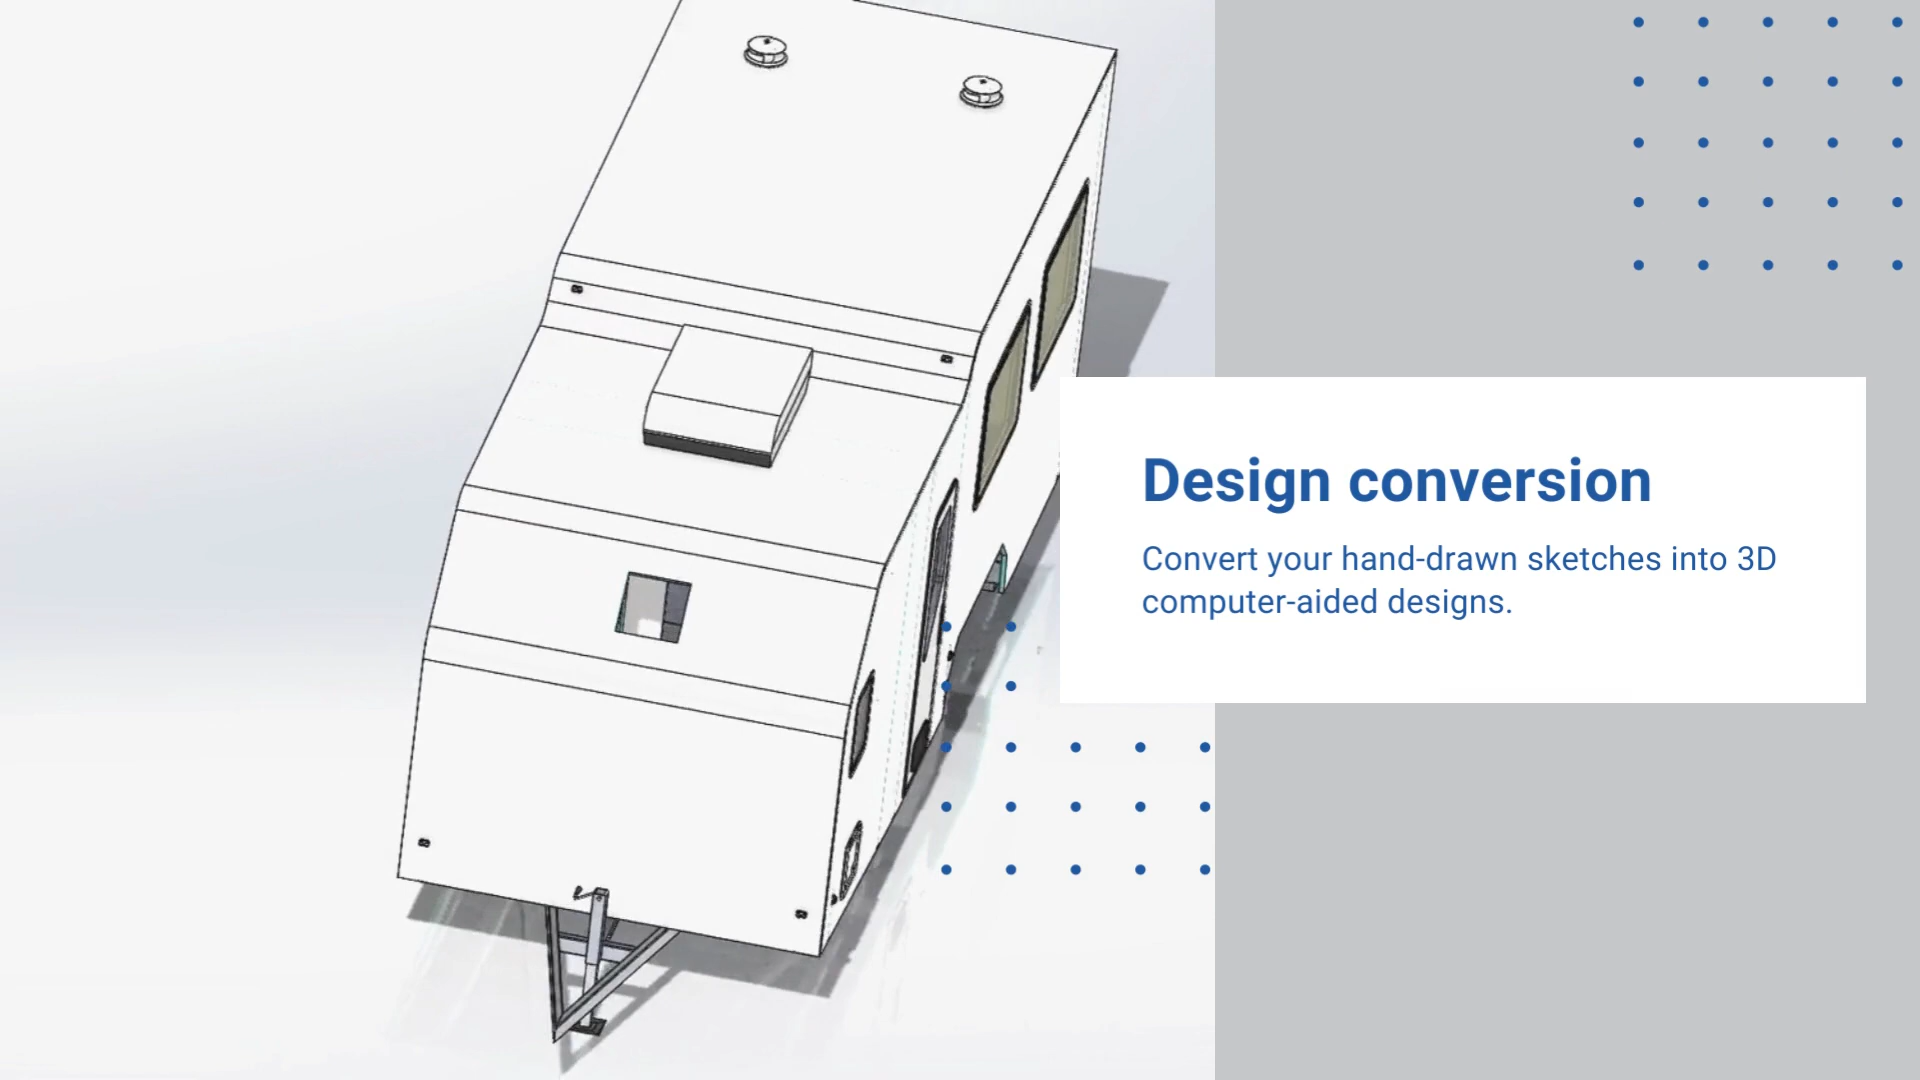 Design conversion
Convert your hand-drawn sketches into 3D
computer-aided designs.